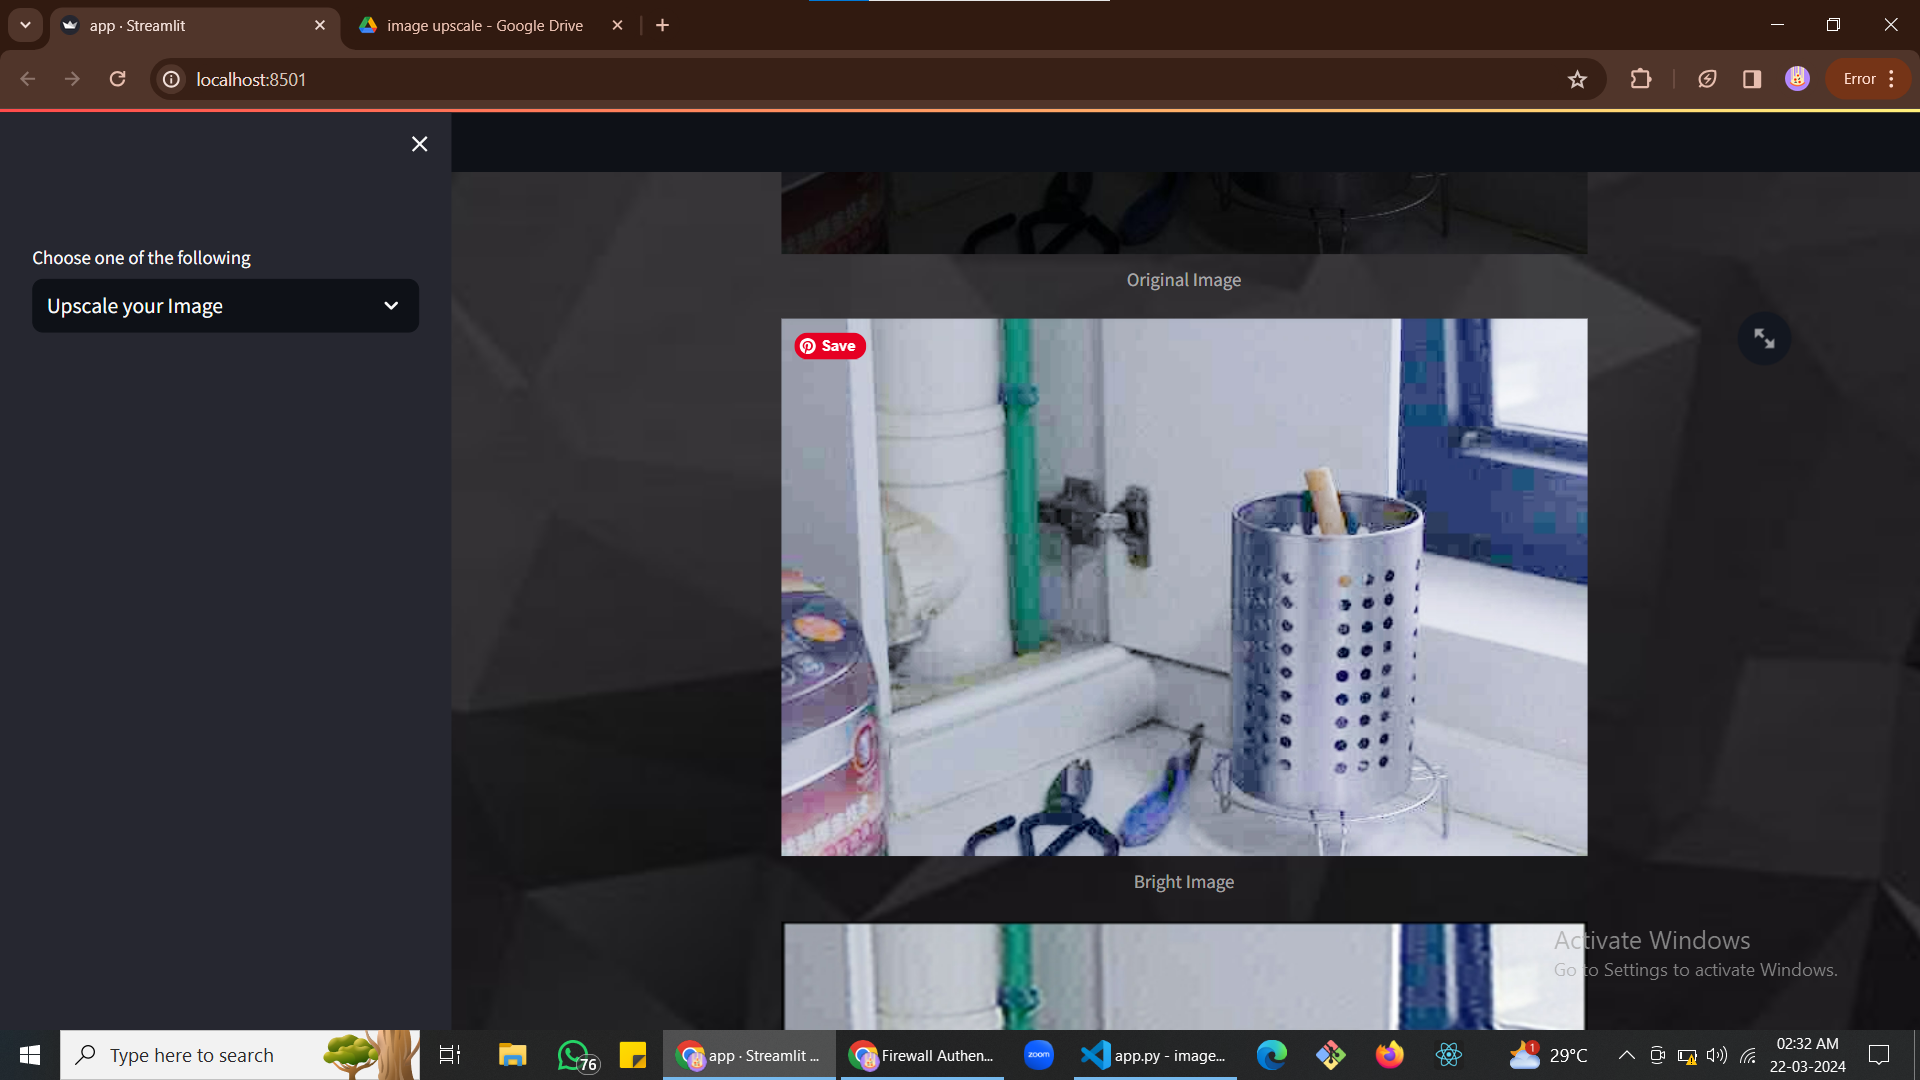 app · Streamlit
image upscale - Google Drive
localhost:8501
Error
Choose one of the following
Upscale your Image
Original Image
Save
Bright Image
Activate Windows
Go to Settings to activate Windows.
Type here to search
76
app · Streamlit ...
Firewall Authen...
zoom
app.py - image...
1
29°C
02:32 AM
22-03-2024